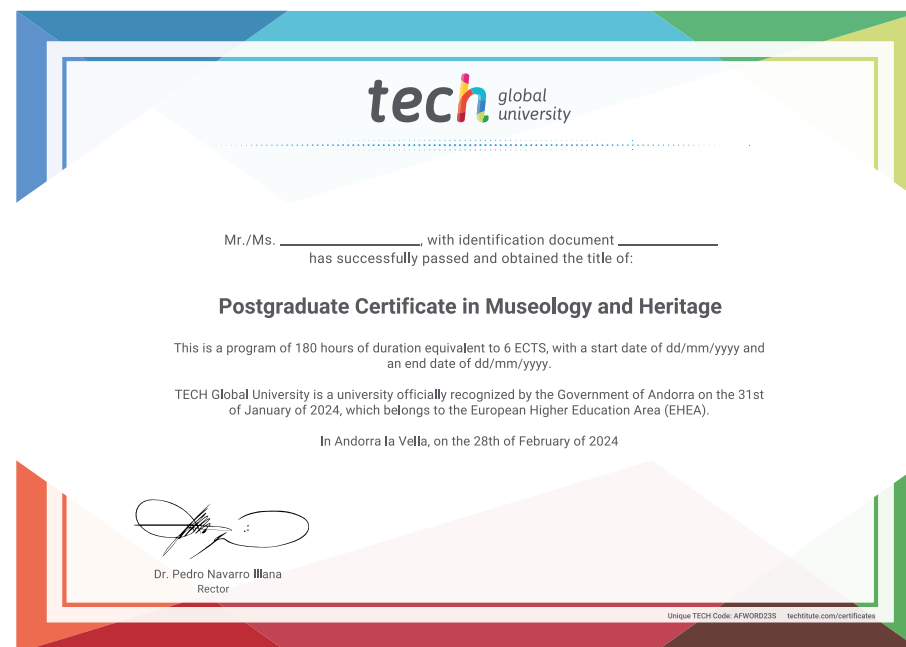 tech global university
Mr./Ms. ____________________, with identification document ______________
has successfully passed and obtained the title of:
Postgraduate Certificate in Museology and Heritage
This is a program of 180 hours of duration equivalent to 6 ECTS, with a start date of dd/mm/yyyy and
an end date of dd/mm/yyyy.
TECH Global University is a university officially recognized by the Government of Andorra on the 31st
of January of 2024, which belongs to the European Higher Education Area (EHEA).
In Andorra la Vella, on the 28th of February of 2024
Dr. Pedro Navarro Illana
Rector
Unique TECH Code: AFWORD23S techtitute.com/certificates